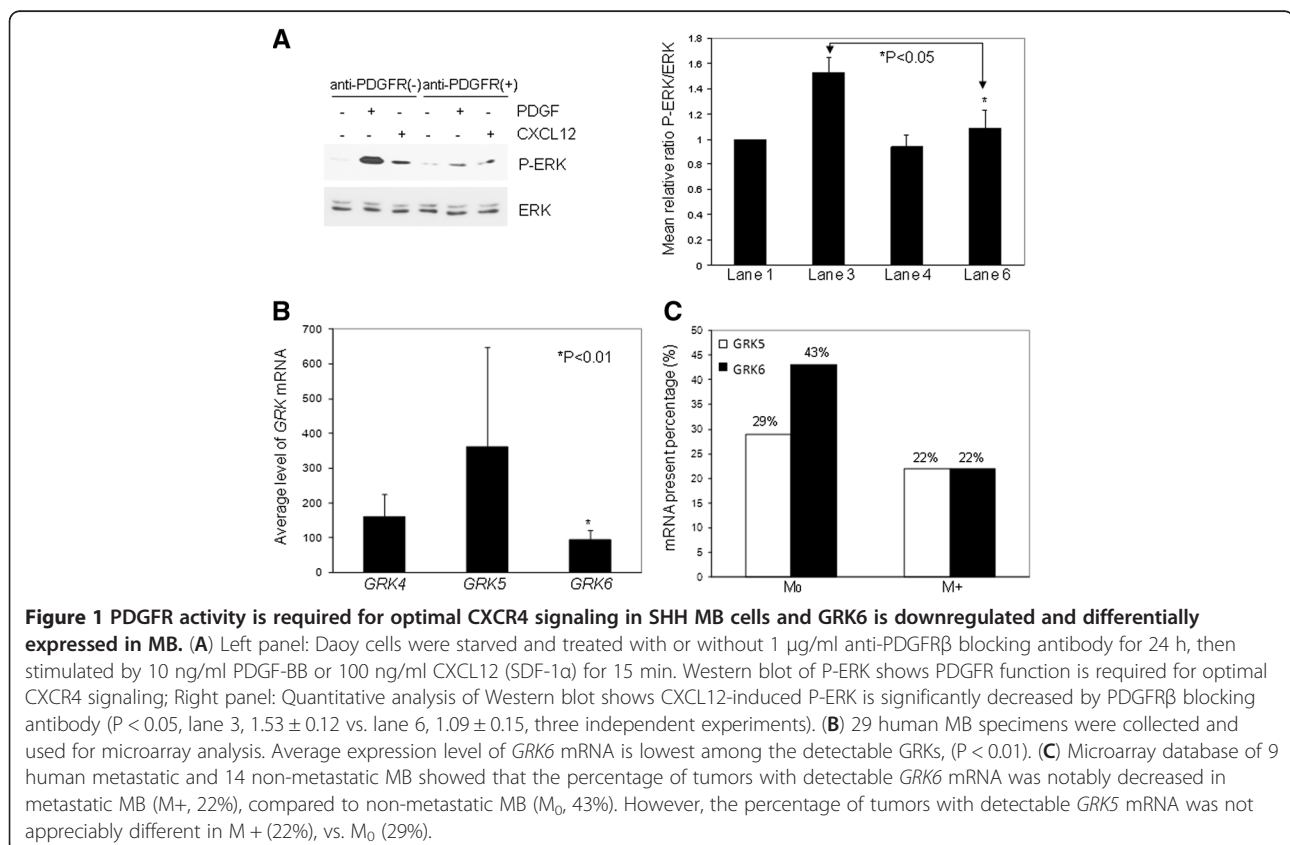 A
anti-PDGFR(-) anti-PDGFR(+)
- + - - + - PDGF
- - + - - + CXCL12
P-ERK
ERK
Mean relative ratio P-ERK/ERK
1.8
1.6
1.4
1.2
1
0.8
0.6
0.4
0.2
0
*P<0.05
*
Lane 1 Lane 3 Lane 4 Lane 6
B
Average level of GRK mRNA
700
600
500
400
300
200
100
0
*P<0.01
*
GRK4 GRK5 GRK6
C
mRNA present percentage (%)
50
45
40
35
30
25
20
15
10
5
0
GRK5
GRK6
29% 43% 22% 22%
M0 M+
Figure 1 PDGFR activity is required for optimal CXCR4 signaling in SHH MB cells and GRK6 is downregulated and differentially
expressed in MB. (A) Left panel: Daoy cells were starved and treated with or without 1 μg/ml anti-PDGFRβ blocking antibody for 24 h, then
stimulated by 10 ng/ml PDGF-BB or 100 ng/ml CXCL12 (SDF-1α) for 15 min. Western blot of P-ERK shows PDGFR function is required for optimal
CXCR4 signaling; Right panel: Quantitative analysis of Western blot shows CXCL12-induced P-ERK is significantly decreased by PDGFRβ blocking
antibody (P < 0.05, lane 3, 1.53 ± 0.12 vs. lane 6, 1.09 ± 0.15, three independent experiments). (B) 29 human MB specimens were collected and
used for microarray analysis. Average expression level of GRK6 mRNA is lowest among the detectable GRKs, (P < 0.01). (C) Microarray database of 9
human metastatic and 14 non-metastatic MB showed that the percentage of tumors with detectable GRK6 mRNA was notably decreased in
metastatic MB (M+, 22%), compared to non-metastatic MB (M0, 43%). However, the percentage of tumors with detectable GRK5 mRNA was not
appreciably different in M + (22%), vs. M0 (29%).